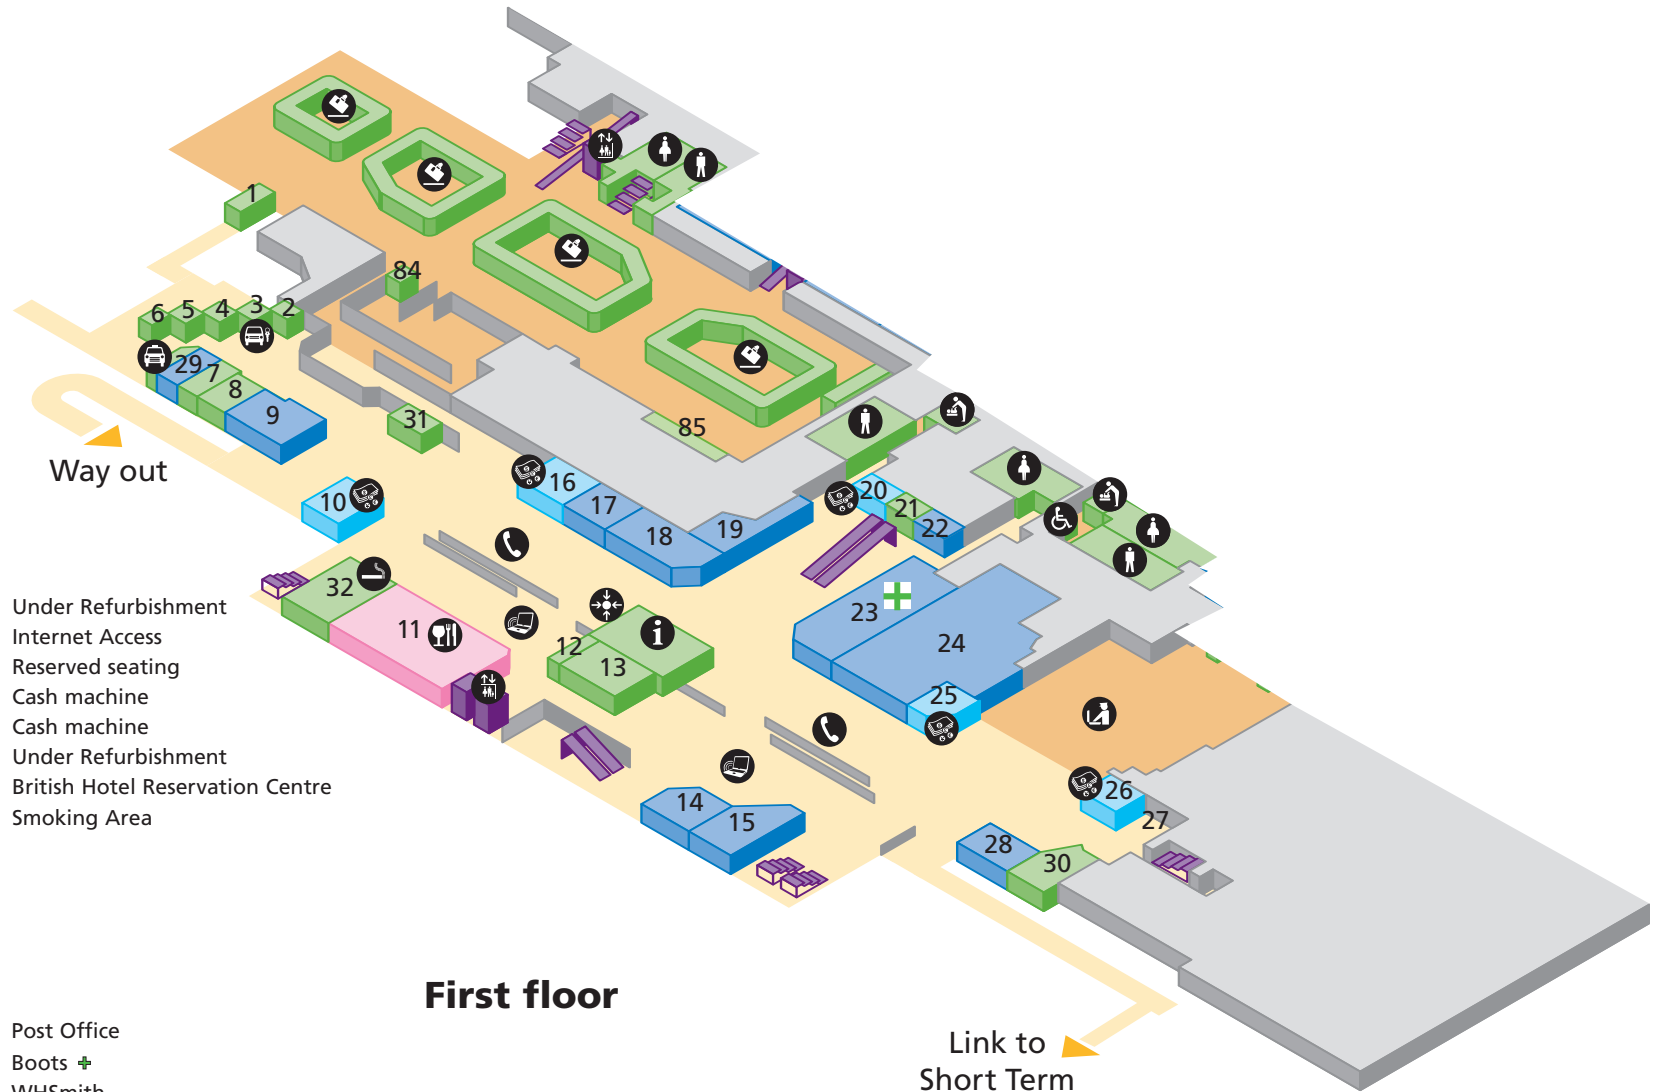 1
84
6
5
4
3
2
29
7
8
9
31
85
Way out
10
16
17
18
19
20
21
22
32
11
12
13
i
23
24
25
Under Refurbishment
Internet Access
Reserved seating
Cash machine
Cash machine
Under Refurbishment
British Hotel Reservation Centre
Smoking Area
14
15
26
27
28
30
First floor
Post Office
Boots
WHSmith
Link to
Short Term